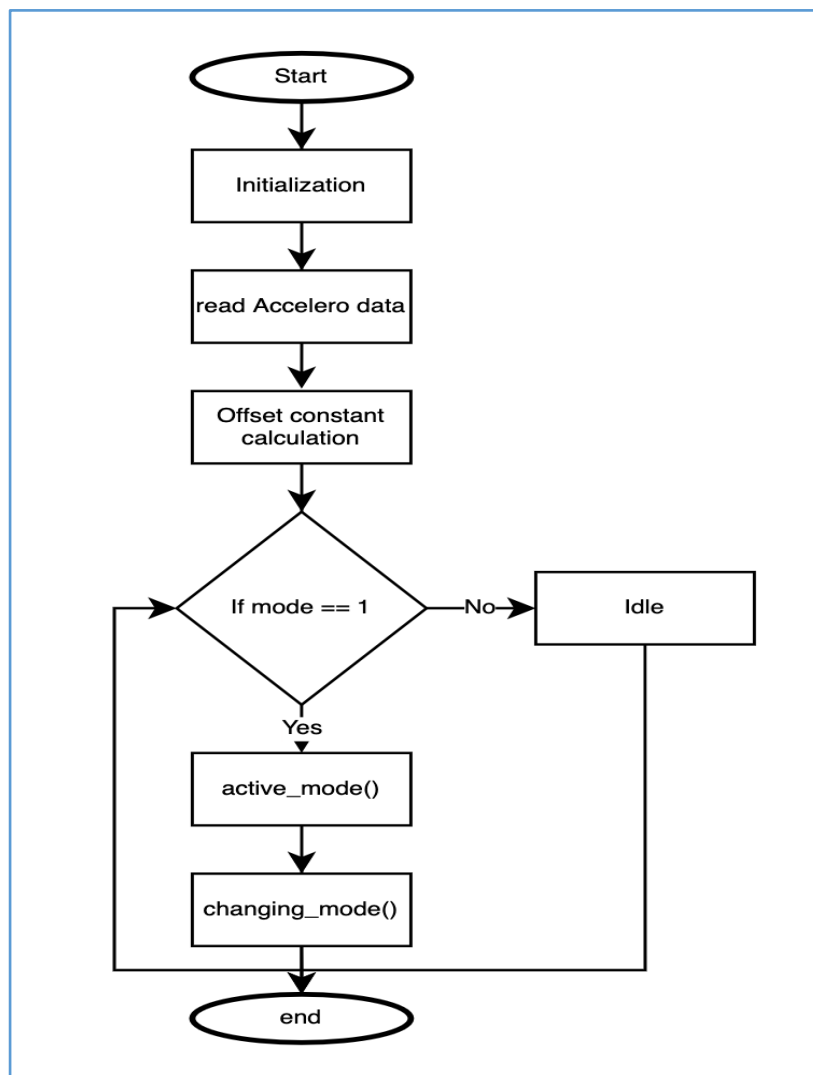 Start
Initialization
read Accelero data
Offset constant
calculation
If mode == 1
No
Idle
Yes
active_mode()
changing_mode()
end